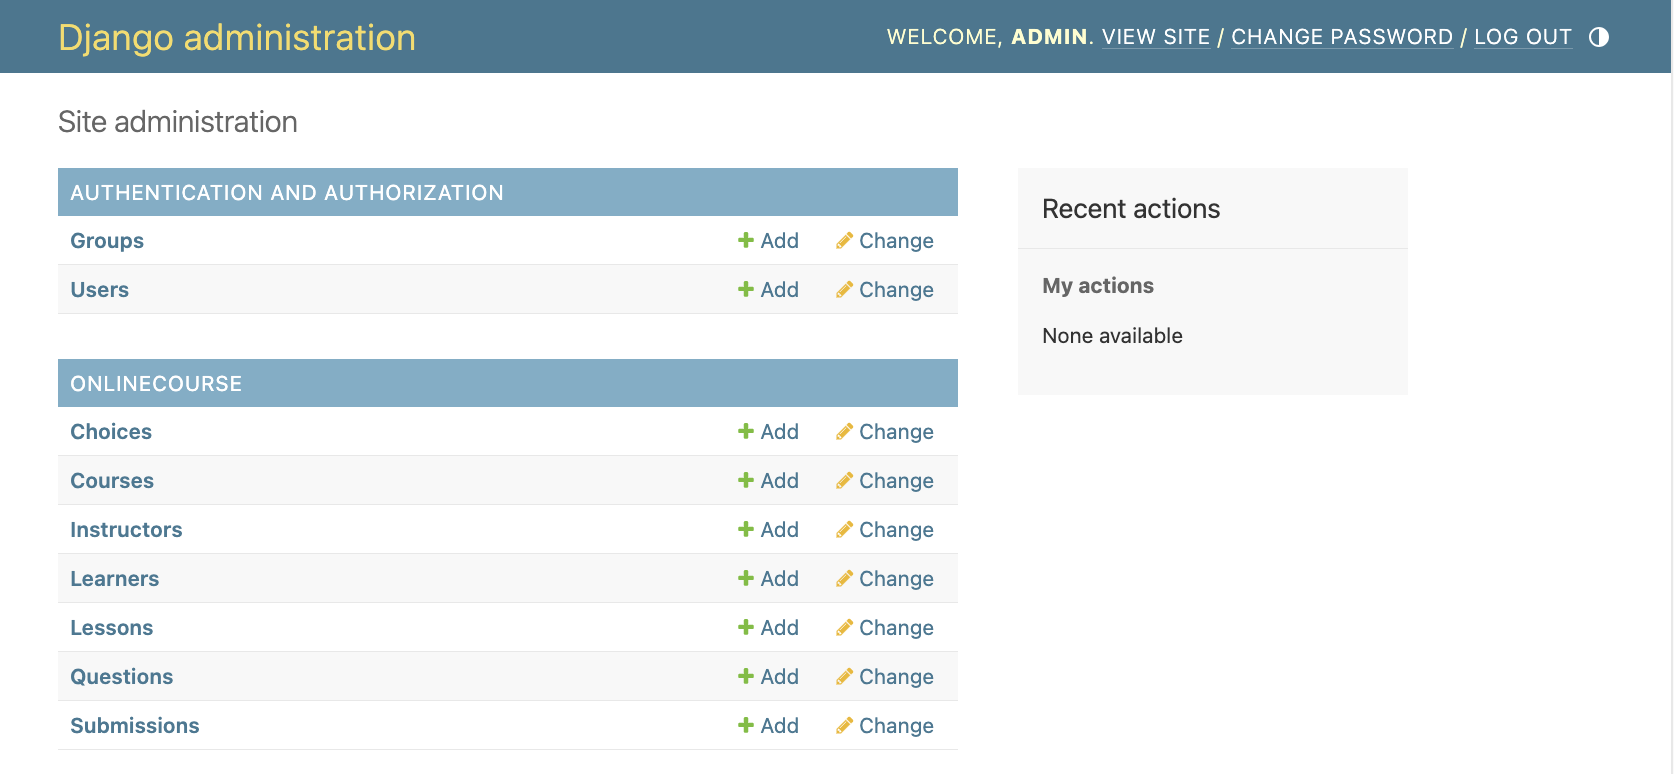 Django administration
WELCOME, ADMIN. VIEW SITE / CHANGE PASSWORD / LOG OUT
Site administration
AUTHENTICATION AND AUTHORIZATION
Groups Add Change
Users Add Change
ONLINECOURSE
Choices Add Change
Courses Add Change
Instructors Add Change
Learners Add Change
Lessons Add Change
Questions Add Change
Submissions Add Change
Recent actions
My actions
None available